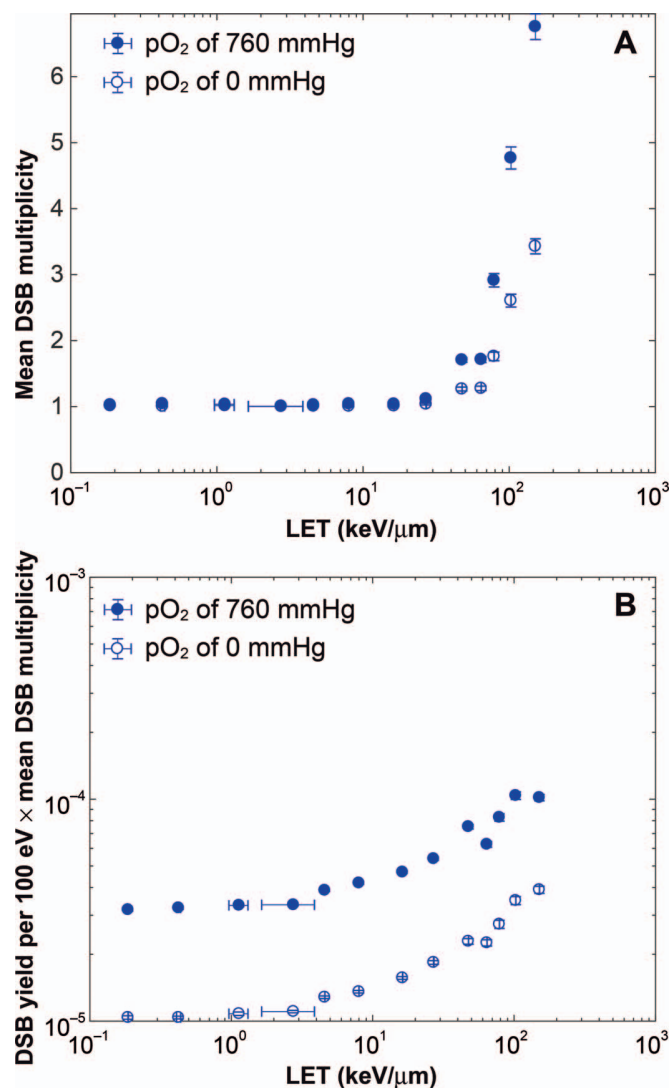 A
pO₂ of 760 mmHg
pO₂ of 0 mmHg
Mean DSB multiplicity
6
5
4
3
2
1
0
10⁻¹ 10⁰ 10¹ 10² 10³
LET (keV/μm)
B
pO₂ of 760 mmHg
pO₂ of 0 mmHg
DSB yield per 100 eV × mean DSB multiplicity
10⁻³
10⁻⁴
10⁻⁵
10⁻¹ 10⁰ 10¹ 10² 10³
LET (keV/μm)